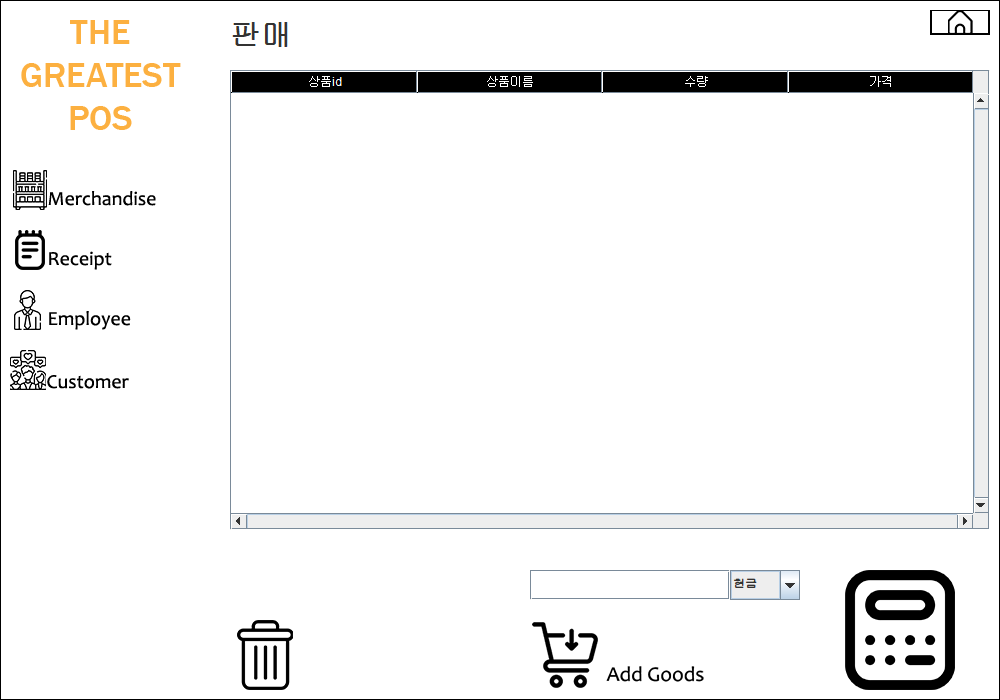 THE
GREATEST
POS
판매
상품id 상품이름 수량 가격
Merchandise
Receipt
Employee
Customer
현금
Add Goods